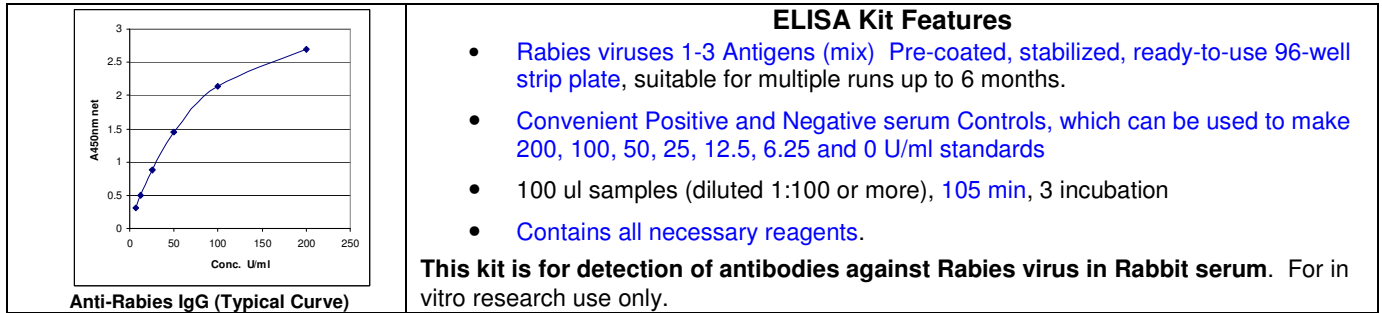 3
2.5
2
1.5
1
0.5
0
A450nm net
0 50 100 150 200 250
Conc. U/ml
Anti-Rabies IgG (Typical Curve)
ELISA Kit Features
• Rabies viruses 1-3 Antigens (mix) Pre-coated, stabilized, ready-to-use 96-well
strip plate, suitable for multiple runs up to 6 months.
• Convenient Positive and Negative serum Controls, which can be used to make
200, 100, 50, 25, 12.5, 6.25 and 0 U/ml standards
• 100 ul samples (diluted 1:100 or more), 105 min, 3 incubation
• Contains all necessary reagents.
This kit is for detection of antibodies against Rabies virus in Rabbit serum. For in
vitro research use only.